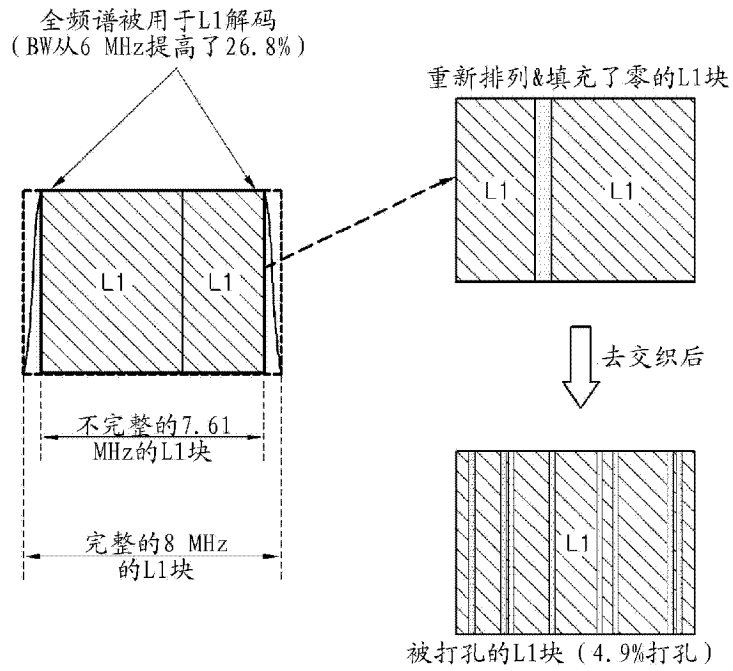 全频谱被用于L1解码
(BW从6 MHz提高了26.8%)
L1
L1
不完整的7.61
MHz的L1块
完整的8 MHz
的L1块
重新排列&填充了零的L1块
L1
L1
去交织后
L1
被打孔的L1块(4.9%打孔)